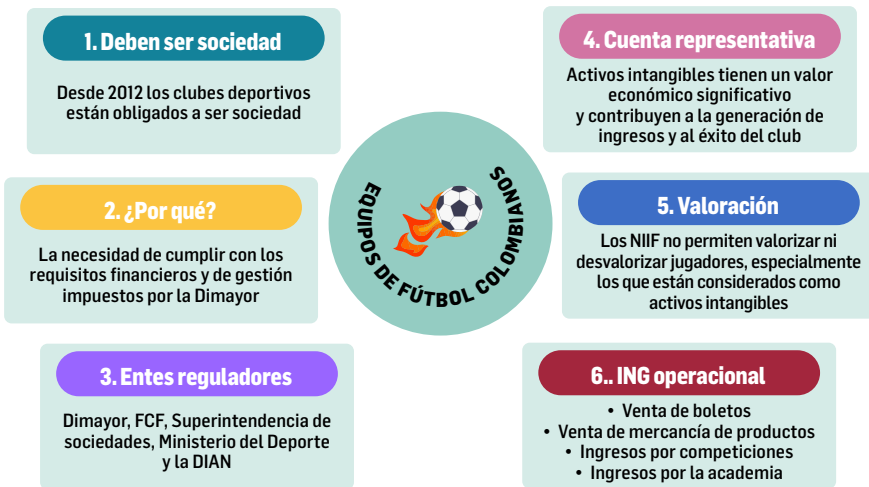 1. Deben ser sociedad
Desde 2012 los clubes deportivos
están obligados a ser sociedad
2. ¿Por qué?
La necesidad de cumplir con los
requisitos financieros y de gestión
impuestos por la Dimayor
3. Entes reguladores
Dimayor, FCF, Superintendencia de
sociedades, Ministerio del Deporte
y la DIAN
EQUIPOS DE FÚTBOL COLOMBIANOS
4. Cuenta representativa
Activos intangibles tienen un valor
económico significativo
y contribuyen a la generación de
ingresos y al éxito del club
5. Valoración
Los NIIF no permiten valorizar ni
desvalorizar jugadores, especialmente
los que están considerados como
activos intangibles
6.. ING operacional
• Venta de boletos
• Venta de mercancía de productos
• Ingresos por competiciones
• Ingresos por la academia